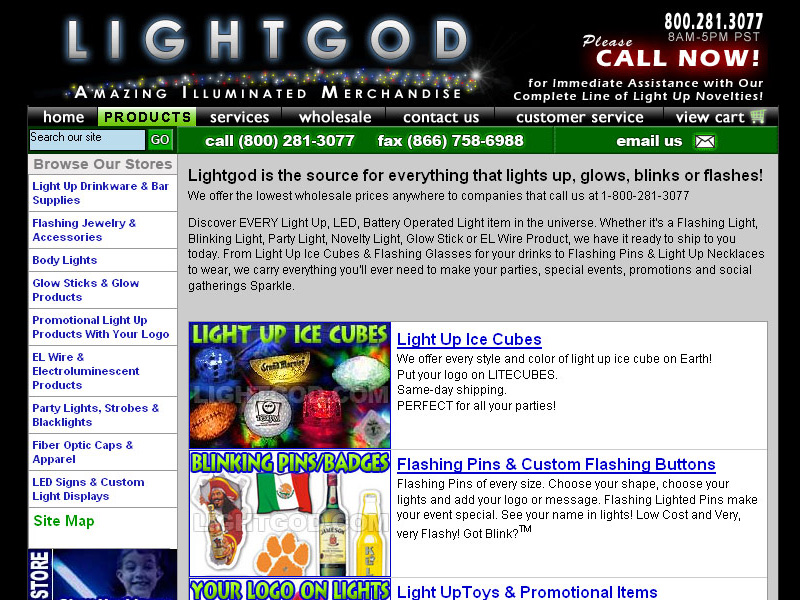 LIGHTGOD
AMAZING ILLUMINATED MERCHANDISE
800.281.3077
8AM-5PM PST
Please
CALL NOW!
for Immediate Assistance with Our
Complete Line of Light Up Novelties!
home PRODUCTS services wholesale contact us customer service view cart
Search our site GO call (800) 281-3077 fax (866) 758-6988 email us
Browse Our Stores
Light Up Drinkware & Bar
Supplies
Flashing Jewelry &
Accessories
Body Lights
Glow Sticks & Glow
Products
Promotional Light Up
Products With Your Logo
EL Wire &
Electroluminescent
Products
Party Lights, Strobes &
Blacklights
Fiber Optic Caps &
Apparel
LED Signs & Custom
Light Displays
Site Map
STORE
Lightgod is the source for everything that lights up, glows, blinks or flashes!
We offer the lowest wholesale prices anywhere to companies that call us at 1-800-281-3077
Discover EVERY Light Up, LED, Battery Operated Light item in the universe. Whether it's a Flashing Light,
Blinking Light, Party Light, Novelty Light, Glow Stick or EL Wire Product, we have it ready to ship to you
today. From Light Up Ice Cubes & Flashing Glasses for your drinks to Flashing Pins & Light Up Necklaces
to wear, we carry everything you'll ever need to make your parties, special events, promotions and social
gatherings Sparkle.
LIGHT UP ICE CUBES
Grand Marnier
LIGHTGOD.COM
Light Up Ice Cubes
We offer every style and color of light up ice cube on Earth!
Put your logo on LITECUBES.
Same-day shipping.
PERFECT for all your parties!
BLINKING PINS/BADGES
LIGHTGOD.COM
JAMESON
Flashing Pins & Custom Flashing Buttons
Flashing Pins of every size. Choose your shape, choose your
lights and add your logo or message. Flashing Lighted Pins make
your event special. See your name in lights! Low Cost and Very,
very Flashy! Got Blink?TM
YOUR LOGO ON LIGHTS
Light UpToys & Promotional Items